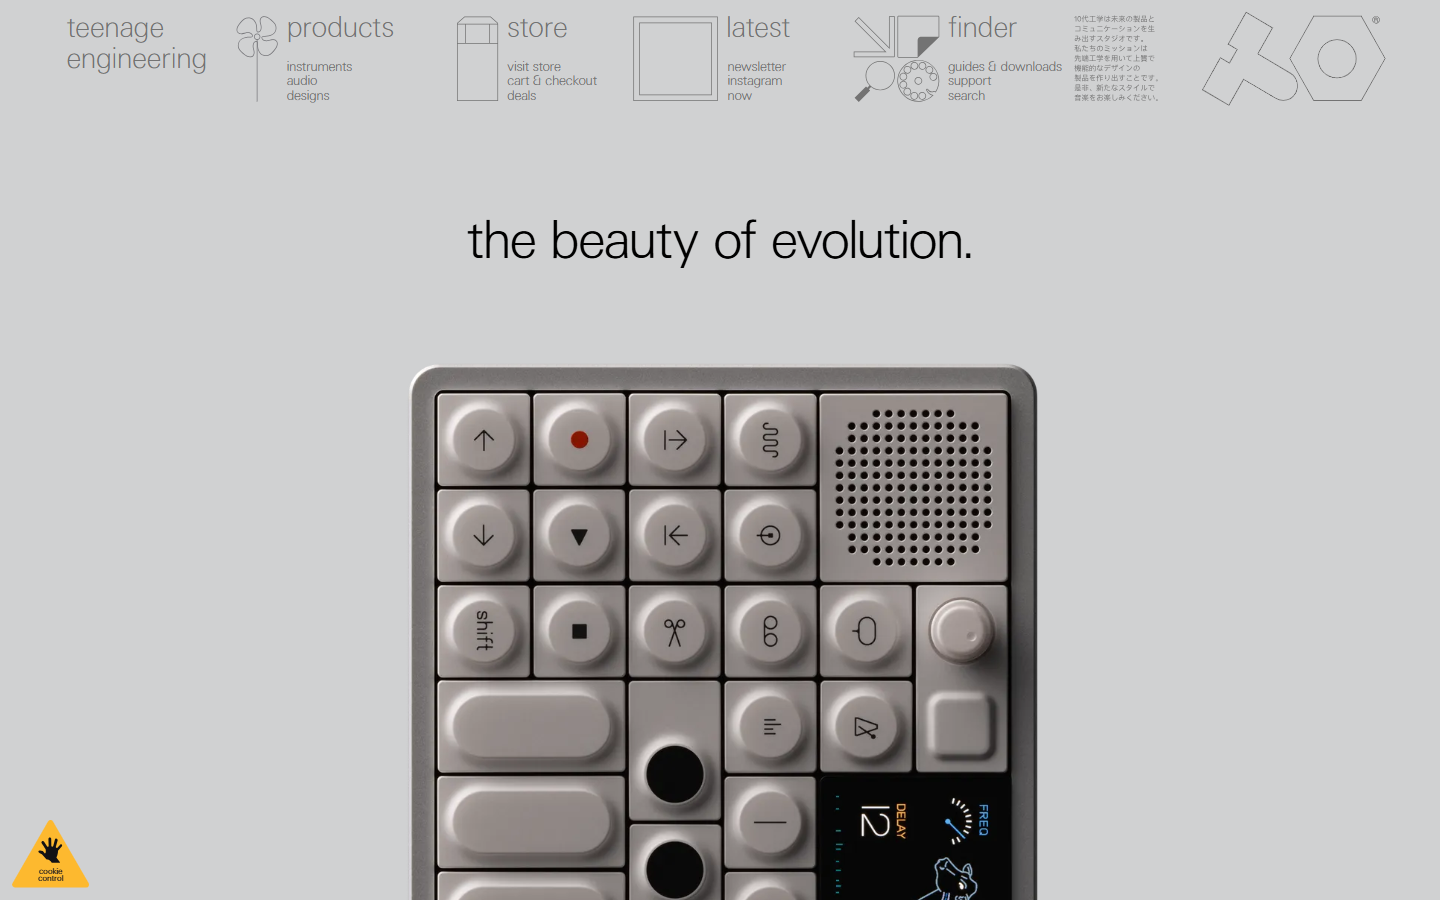 teenage
engineering
products
instruments
audio
designs
store
visit store
cart & checkout
deals
latest
newsletter
instagram
now
finder
guides & downloads
support
search
10代工学は未来の製品と
コミュニケーションを生
み出すスタジオです。
私たちのミッションは
先端工学を用いて上質で
機能的なデザインの
製品を作り出すことです。
是非、新たなスタイルで
音楽をお楽しみください。
®
the beauty of evolution.
shift
FREQ
DELAY
12
cookie
control